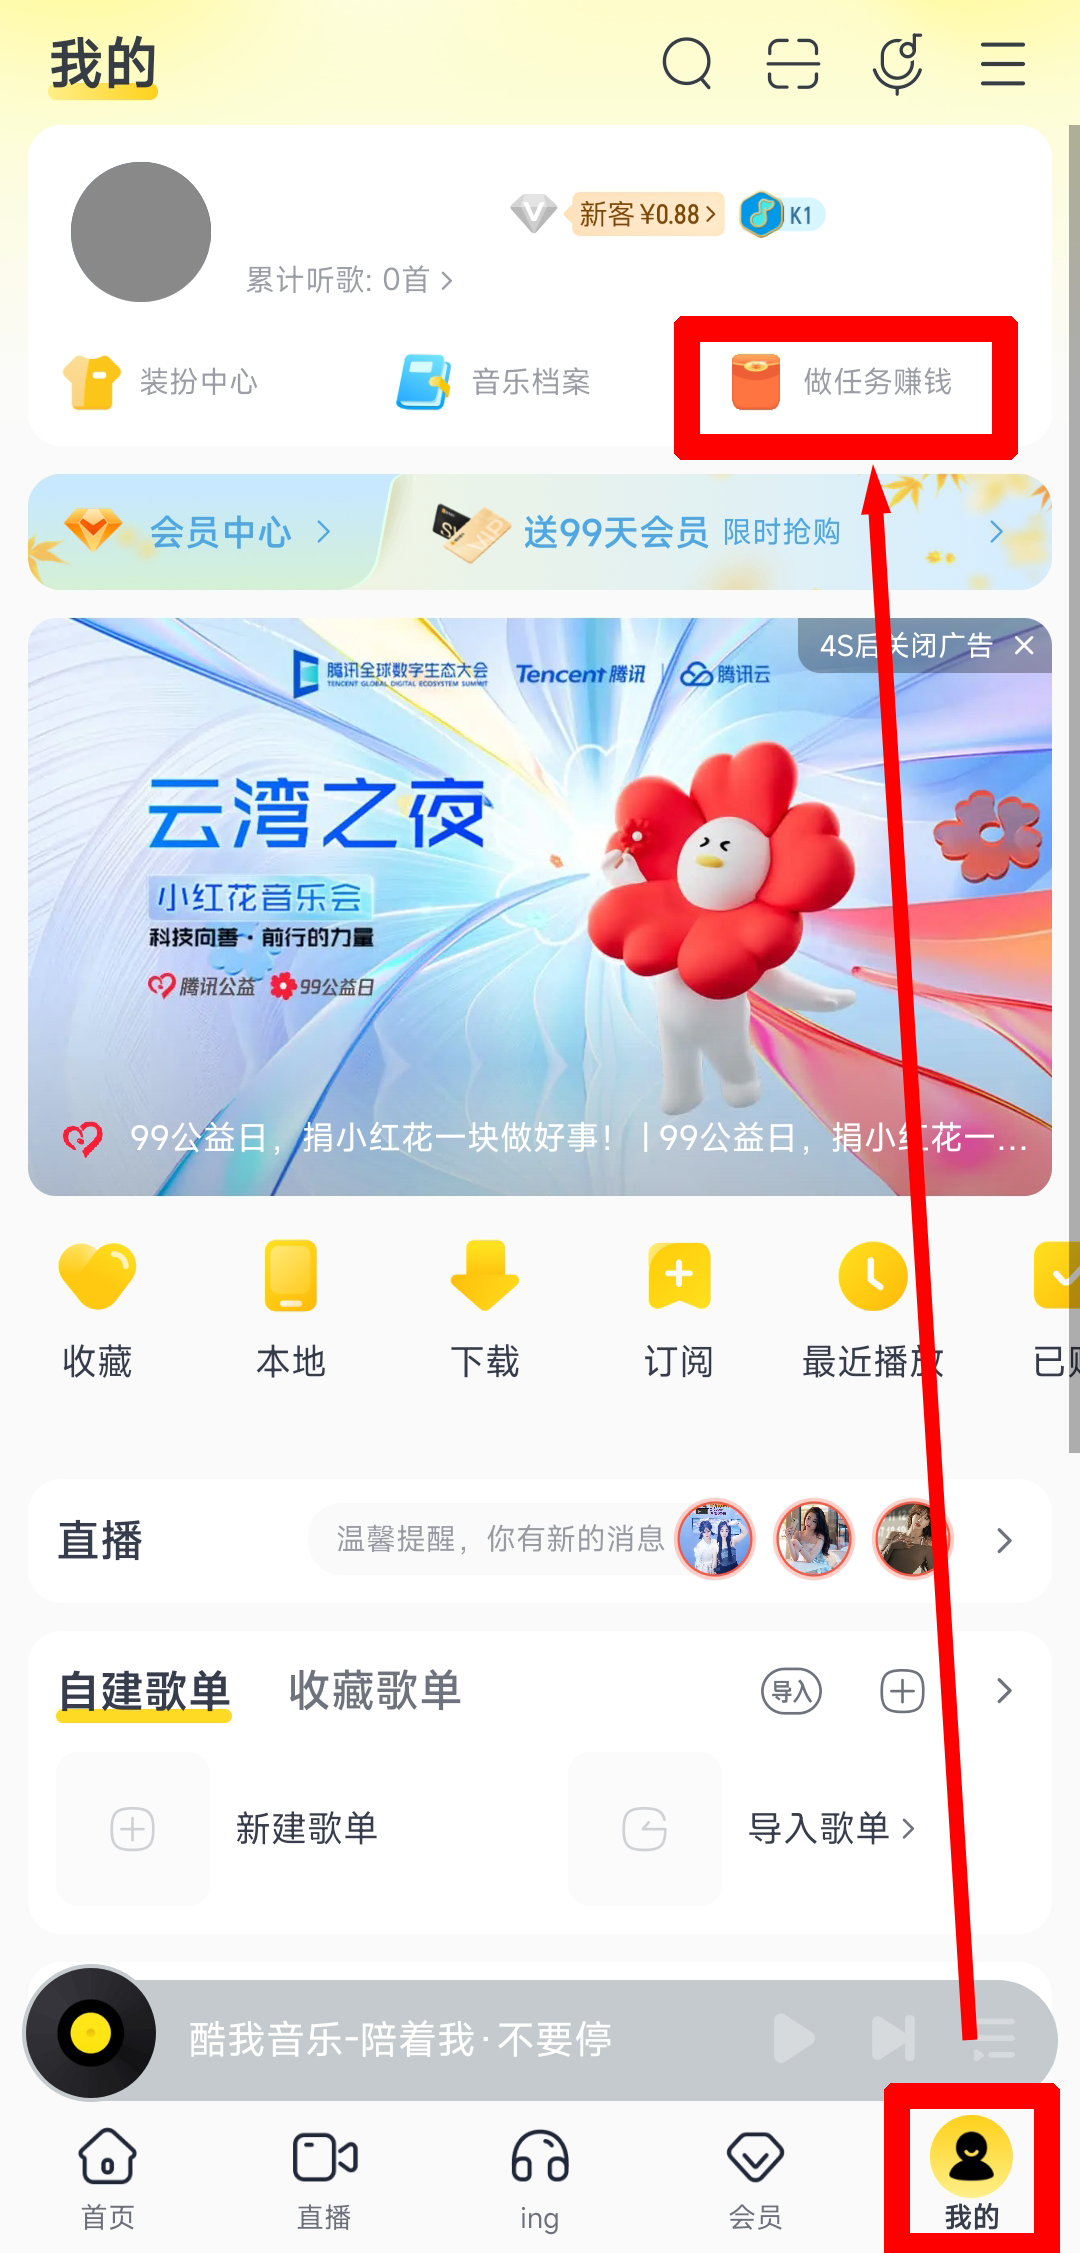 我的
新客 ¥0.88 >
K1
累计听歌: 0首 >
装扮中心
音乐档案
做任务赚钱
会员中心 >
送99天会员 限时抢购 >
4S后关闭广告 ×
腾讯全球数字生态大会
TENCENT GLOBAL DIGITAL ECOSYSTEM SUMMIT
Tencent 腾讯 | 腾讯云
云湾之夜
小红花音乐会
科技向善·前行的力量
腾讯公益 99公益日
99公益日，捐小红花一块做好事！ | 99公益日，捐小红花一...
收藏
本地
下载
订阅
最近播放
直播
温馨提醒，你有新的消息
自建歌单
收藏歌单
导入
新建歌单
导入歌单 >
酷我音乐-陪着我·不要停
首页
直播
ing
会员
我的